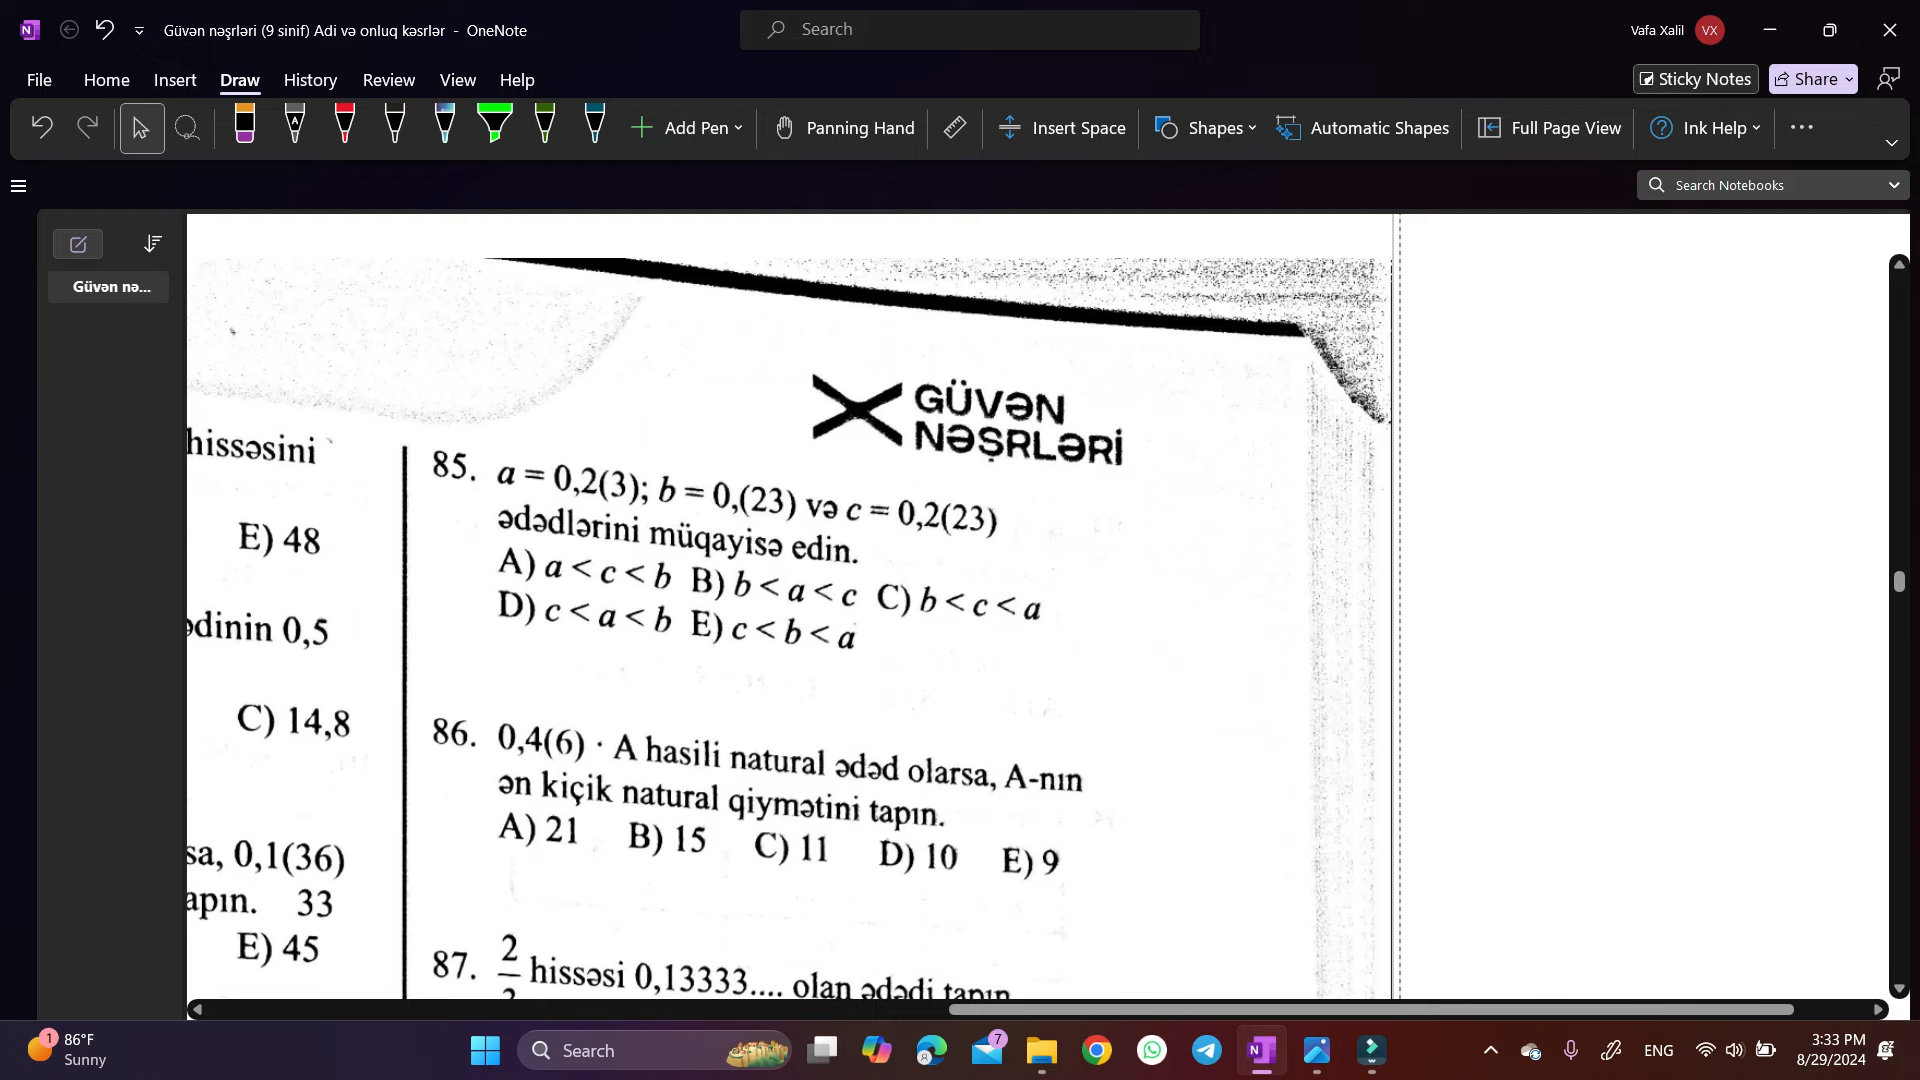 Güvən nəşrləri (9 sinif) Adi və onluq kəsrlər - OneNote
Search
Vafa Xalil
VX
File Home Insert Draw History Review View Help
Sticky Notes
Share
Add Pen
Panning Hand
Insert Space
Shapes
Automatic Shapes
Full Page View
Ink Help
Search Notebooks
Güvən nə...
GÜVƏN
NƏŞRLƏRİ
hissəsini
E) 48
C) 14,8
sa, 0,1(36)
33
E) 45
85. a = 0,2(3); b = 0,(23) və c = 0,2(23)
ədədlərini müqayisə edin.
A) a < c < b B) b < a < c C) b < c < a
D) c < a < b E) c < b < a
86. 0,4(6) · A hasili natural ədəd olarsa, A-nın
ən kiçik natural qiymətini tapın.
A) 21 B) 15 C) 11 D) 10 E) 9
87. 2 hissəsi 0,13333.... olan ədədi tapın
1
86°F
Sunny
Search
7
ENG
3:33 PM
8/29/2024